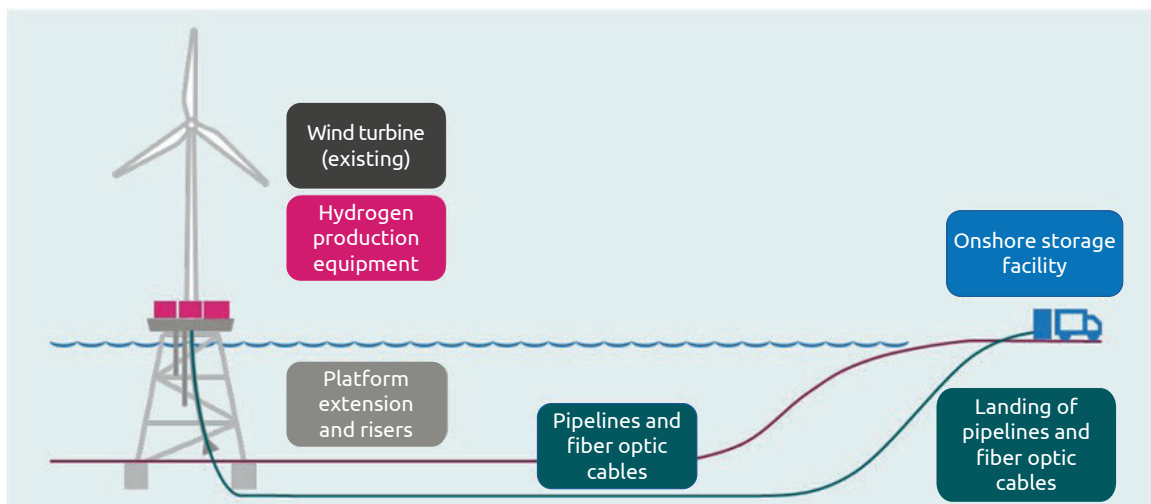 Wind turbine
(existing)
Hydrogen
production
equipment
Onshore storage
facility
Platform
extension
and risers
Pipelines and
fiber optic
cables
Landing of
pipelines and
fiber optic
cables